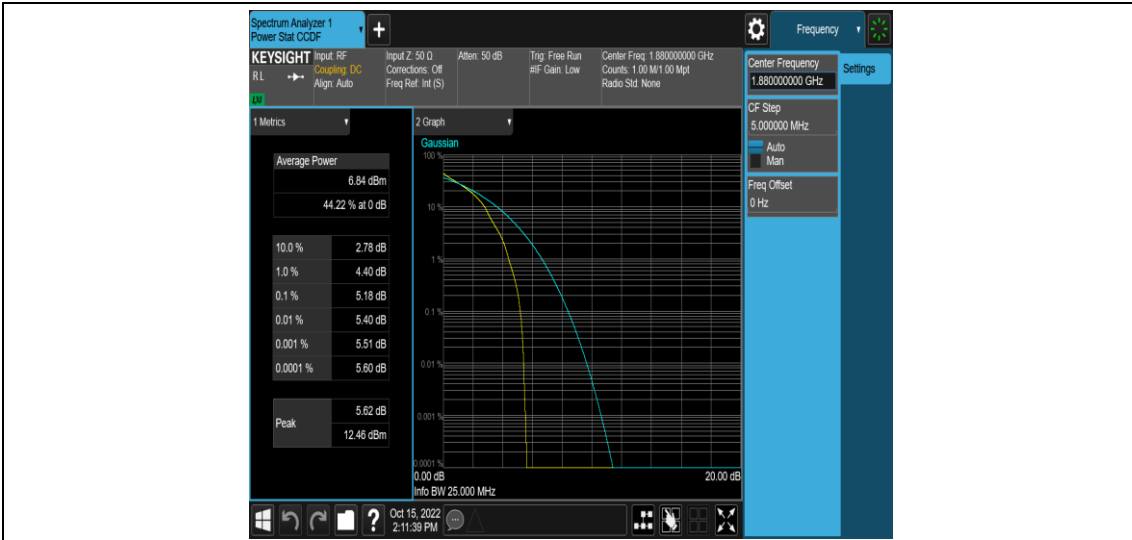 Spectrum Analyzer 1
Power Stat CCDF
+
Frequency
KEYSIGHT
R L
LXI
Input: RF
Coupling: DC
Align: Auto
Input Z: 50 Ω
Corrections: Off
Freq Ref: Int (S)
Atten: 50 dB
Trig: Free Run
#IF Gain: Low
Center Freq: 1.880000000 GHz
Counts: 1.00 M/1.00 Mpt
Radio Std: None
Center Frequency
1.880000000 GHz
Settings
CF Step
5.000000 MHz
Auto
Man
Freq Offset
0 Hz
1 Metrics
Average Power
6.84 dBm
44.22 % at 0 dB
10.0 % 2.78 dB
1.0 % 4.40 dB
0.1 % 5.18 dB
0.01 % 5.40 dB
0.001 % 5.51 dB
0.0001 % 5.60 dB
Peak
5.62 dB
12.46 dBm
2 Graph
Gaussian
100 %
10 %
1 %
0.1 %
0.01 %
0.001 %
0.0001 %
0.00 dB 20.00 dB
Info BW 25.000 MHz
?
Oct 15, 2022
2:11:39 PM